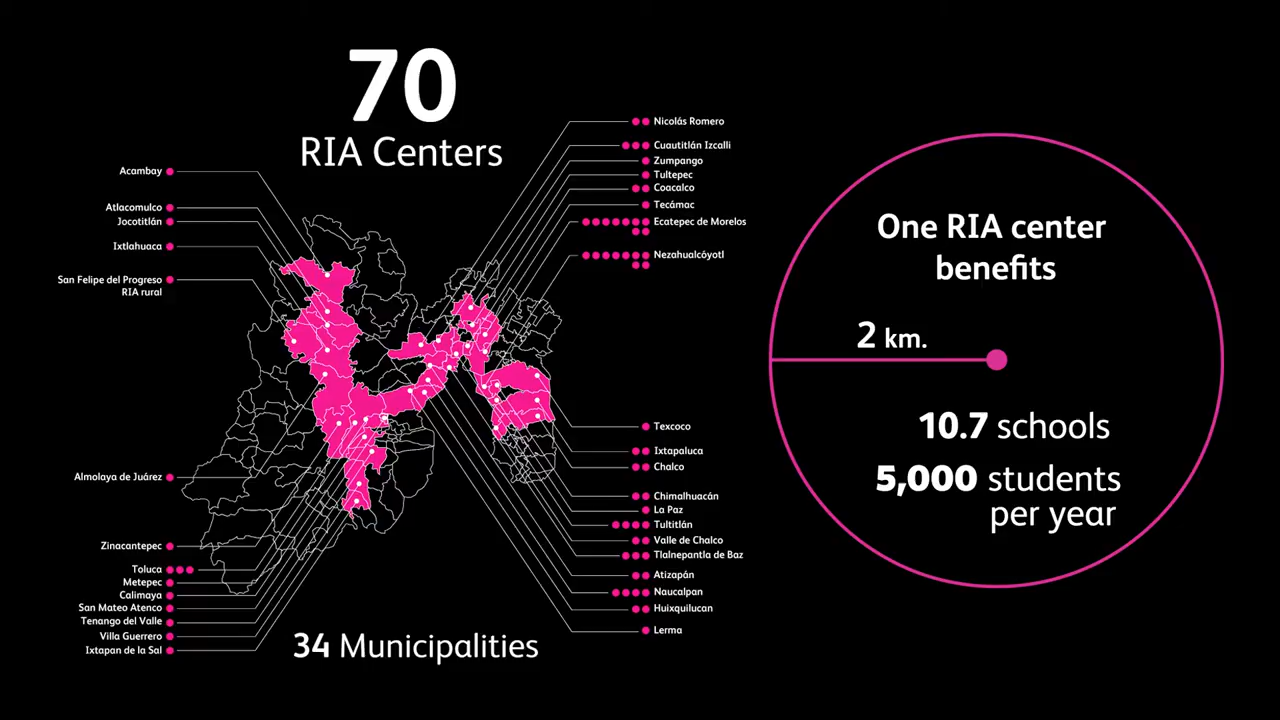 70
RIA Centers
Acambay
Atlacomulco
Jocotitlán
Ixtlahuaca
San Felipe del Progreso
RIA rural
Almolaya de Juárez
Zinacantepec
Toluca
Metepec
Calimaya
San Mateo Atenco
Tenango del Valle
Villa Guerrero
Ixtapan de la Sal
34 Municipalities
Nicolás Romero
Cuautitlán Izcalli
Zumpango
Tultepec
Coacalco
Tecámac
Ecatepec de Morelos
Nezahualcóyotl
Texcoco
Ixtapaluca
Chalco
Chimalhuacán
La Paz
Tultitlán
Valle de Chalco
Tlalnepantla de Baz
Atizapán
Naucalpan
Huixquilucan
Lerma
One RIA center
benefits
2 km.
10.7 schools
5,000 students
per year